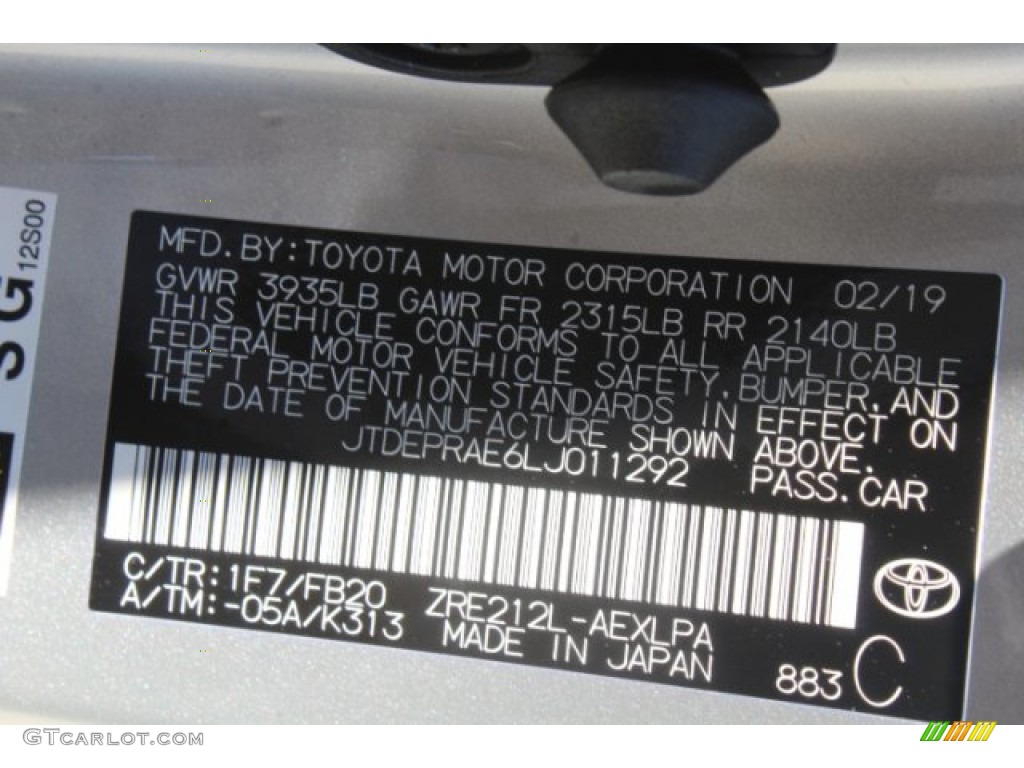 MFD. BY: TOYOTA MOTOR CORPORATION 02/19
GVWR 3935LB GAWR FR 2315LB RR 2140LB
THIS VEHICLE CONFORMS TO ALL APPLICABLE
FEDERAL MOTOR VEHICLE SAFETY, BUMPER, AND
THEFT PREVENTION STANDARDS IN EFFECT ON
THE DATE OF MANUFACTURE SHOWN ABOVE.
JTDEPRAE6LJ011292 PASS. CAR
C/TR: 1F7/FB20 ZRE212L-AEXLPA
A/TM: -05A/K313 MADE IN JAPAN
883 C
12S00
SG
GTCARLOT.COM